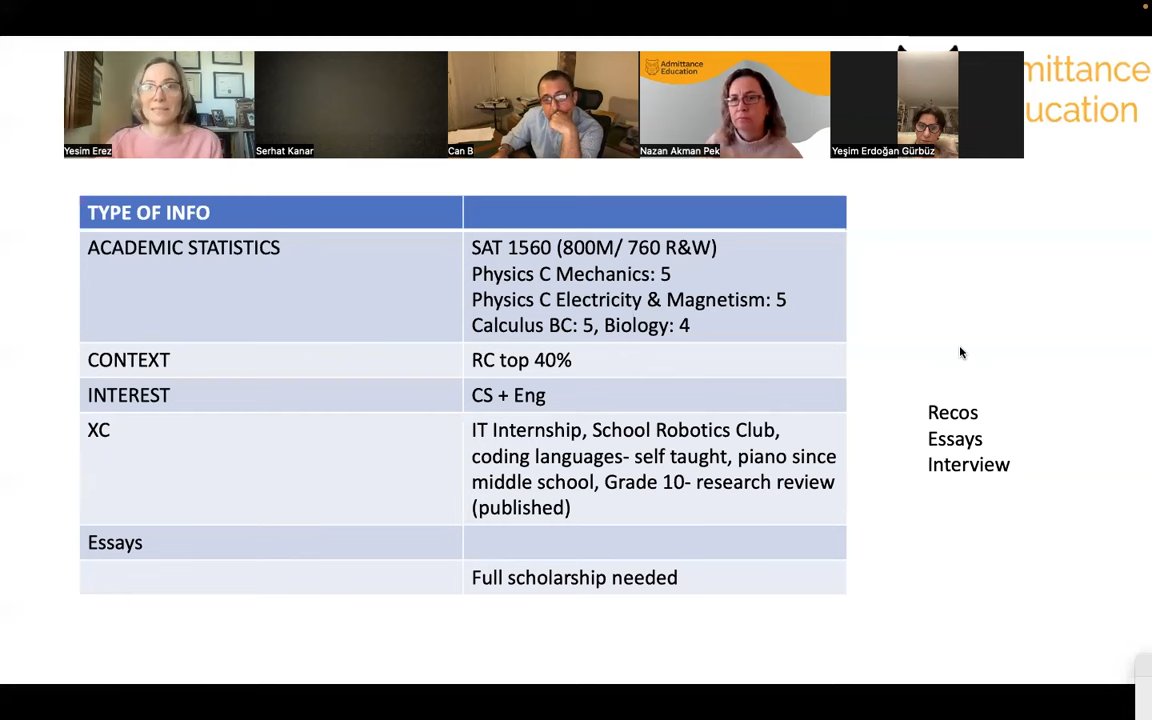 Admittance
Education
mittance
ucation
Yesim Erez
Serhat Kanar
Can B
Nazan Akman Pek
Yeşim Erdoğan Gürbüz
TYPE OF INFO
ACADEMIC STATISTICS
SAT 1560 (800M/ 760 R&W)
Physics C Mechanics: 5
Physics C Electricity & Magnetism: 5
Calculus BC: 5, Biology: 4
CONTEXT
RC top 40%
INTEREST
CS + Eng
XC
IT Internship, School Robotics Club,
coding languages- self taught, piano since
middle school, Grade 10- research review
(published)
Essays
Full scholarship needed
Recos
Essays
Interview